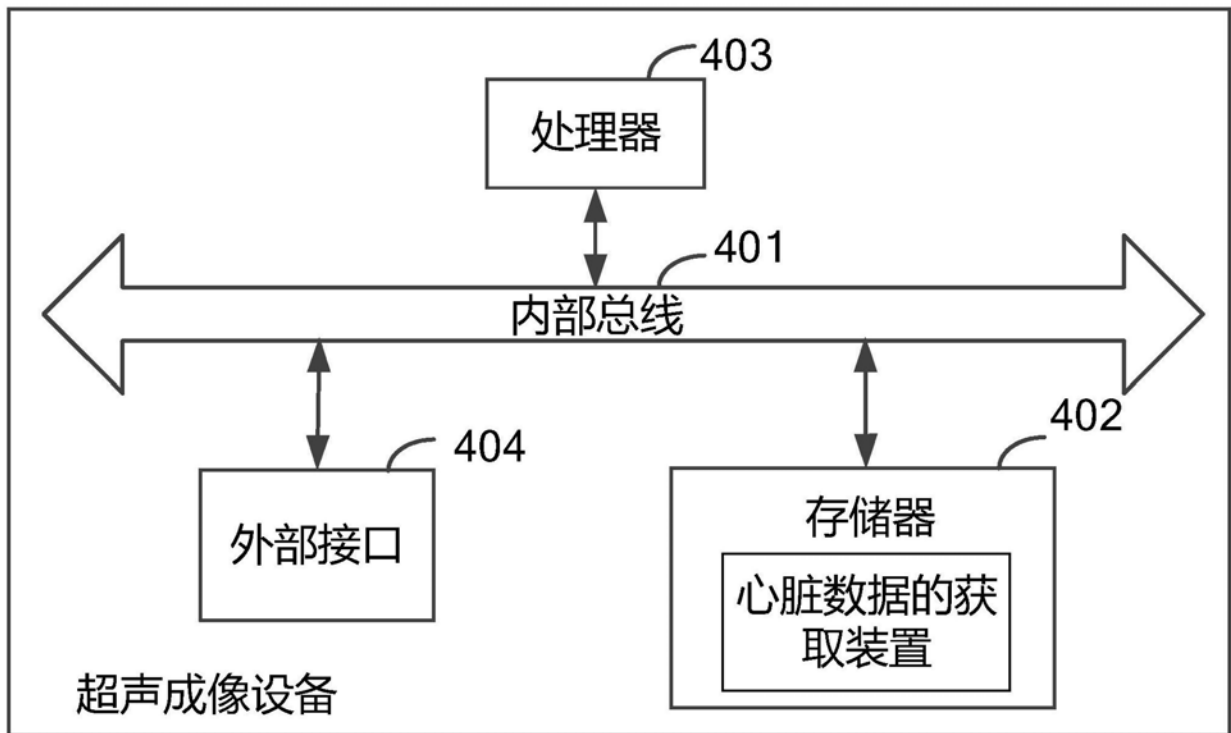 403
处理器
401
内部总线
404
402
外部接口
存储器
心脏数据的获
取装置
超声成像设备